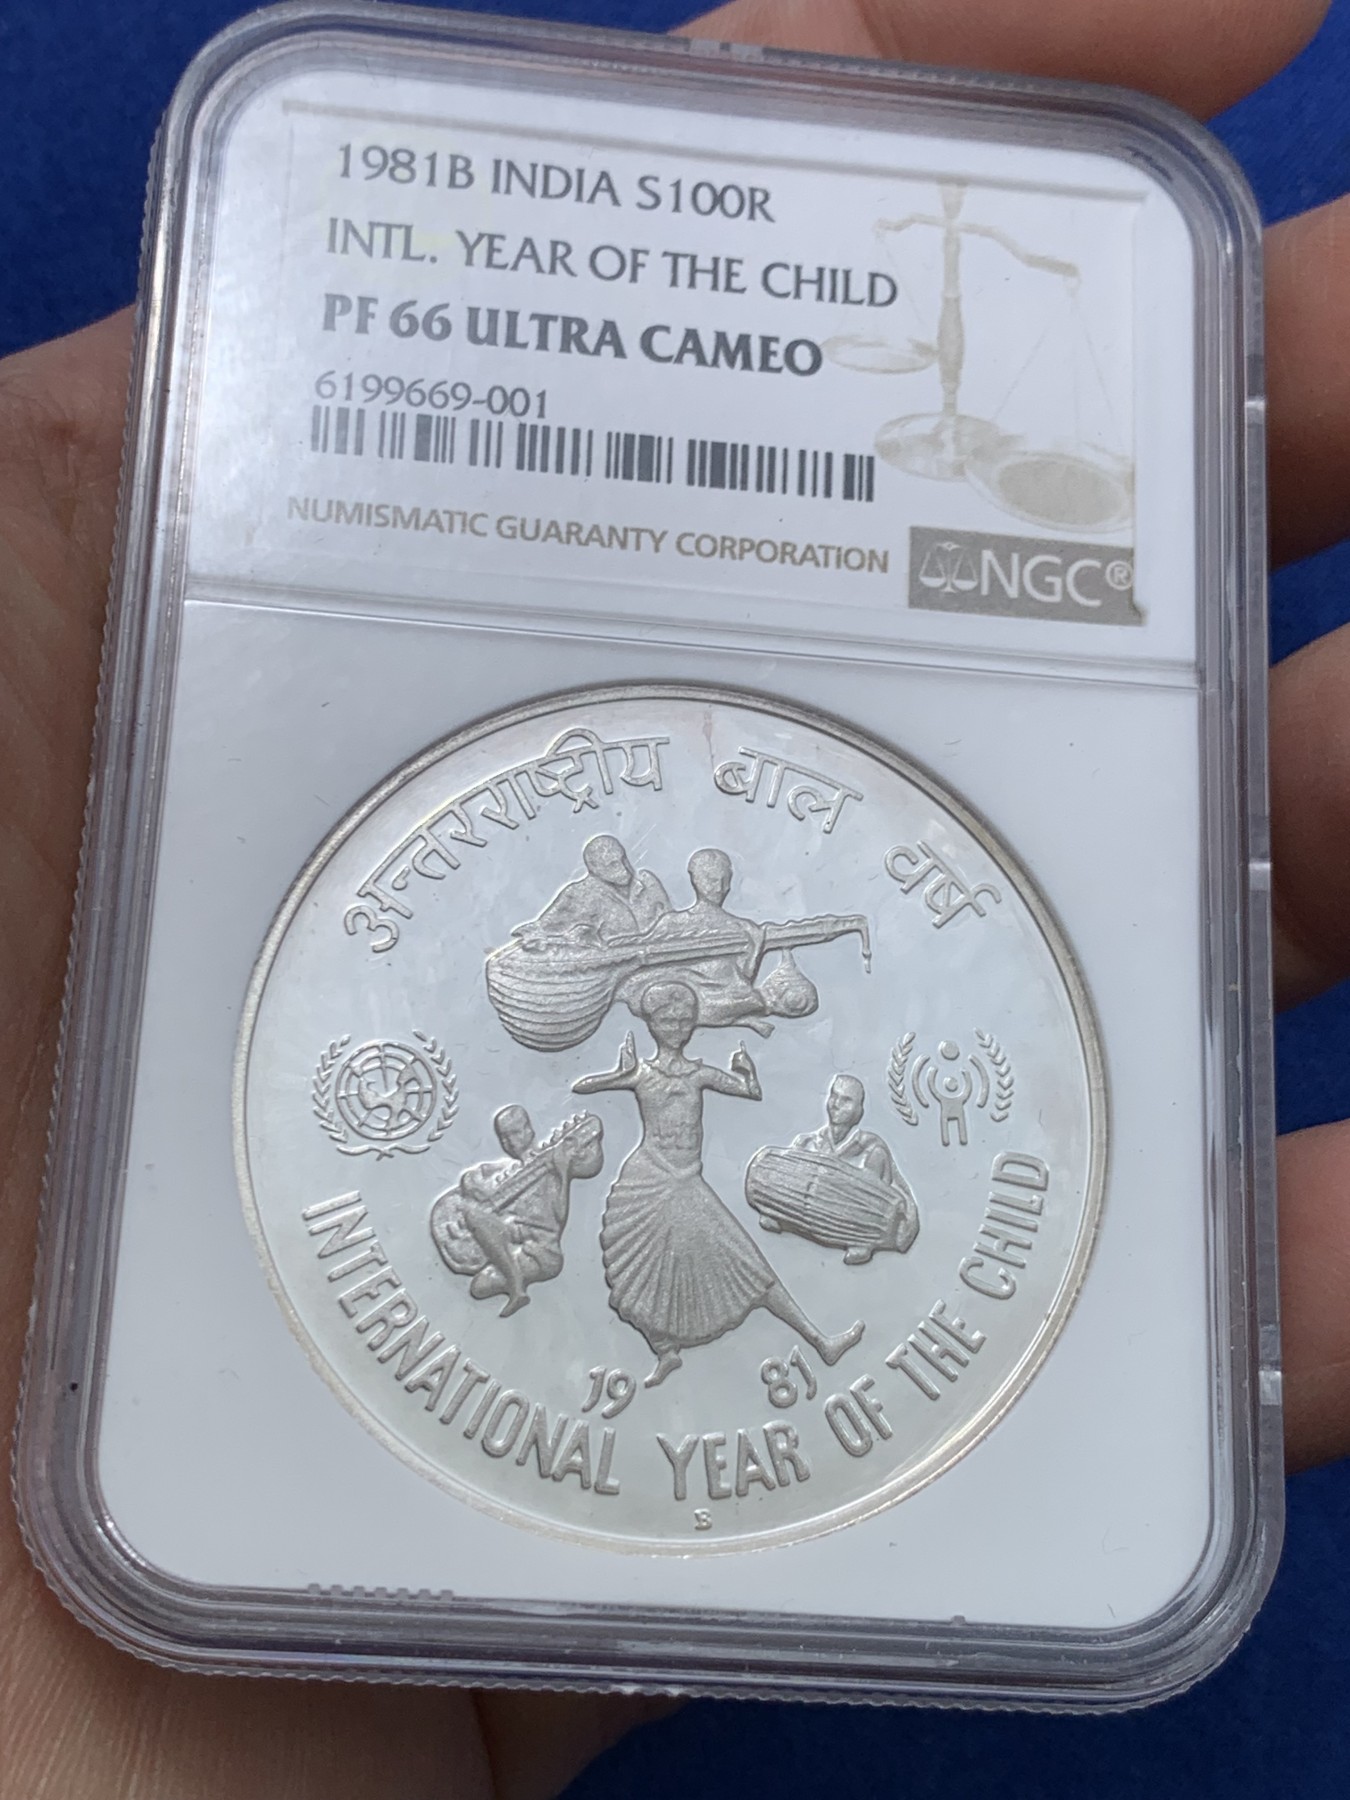 1981B INDIA S100R
INTL. YEAR OF THE CHILD
PF 66 ULTRA CAMEO
6199669-001
NUMISMATIC GUARANTY CORPORATION
NGC®
अन्तरराष्ट्रीय बाल वर्ष
19 81
INTERNATIONAL YEAR OF THE CHILD
B